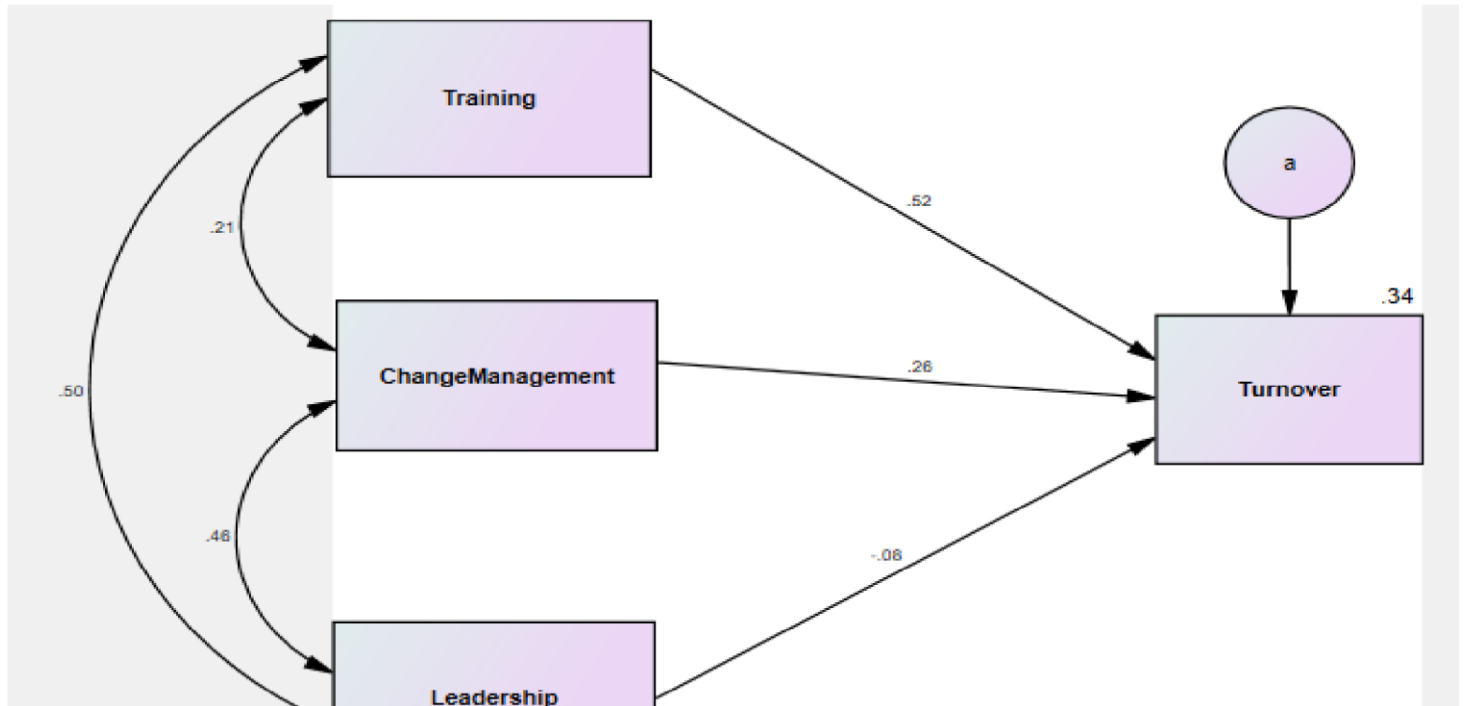 Training
a
.52
.21
.34
ChangeManagement
.26
Turnover
.50
.46
-.08
Leadership